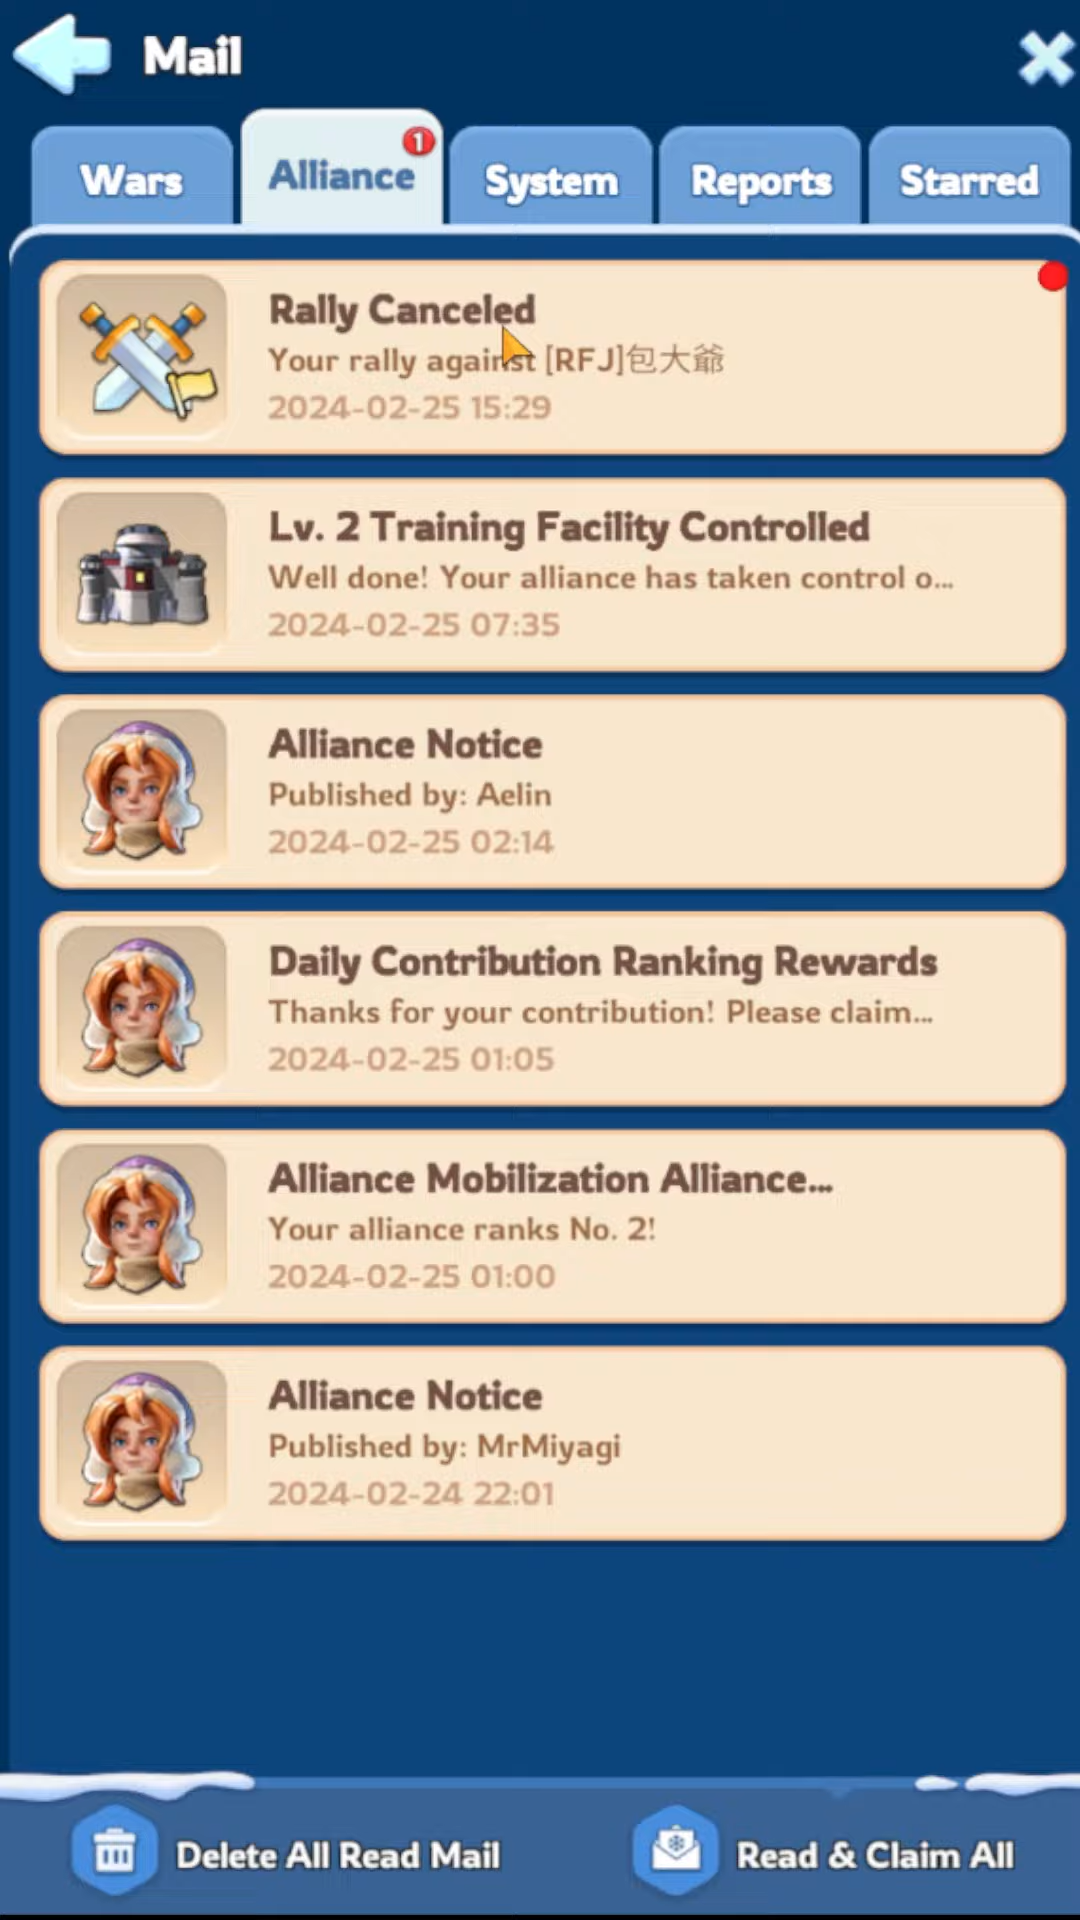 Mail
Wars
Alliance
1
System
Reports
Starred
Rally Canceled
Your rally against [RFJ]包大爺
2024-02-25 15:29
Lv. 2 Training Facility Controlled
Well done! Your alliance has taken control o...
2024-02-25 07:35
Alliance Notice
Published by: Aelin
2024-02-25 02:14
Daily Contribution Ranking Rewards
Thanks for your contribution! Please claim...
2024-02-25 01:05
Alliance Mobilization Alliance...
Your alliance ranks No. 2!
2024-02-25 01:00
Alliance Notice
Published by: MrMiyagi
2024-02-24 22:01
Delete All Read Mail
Read & Claim All